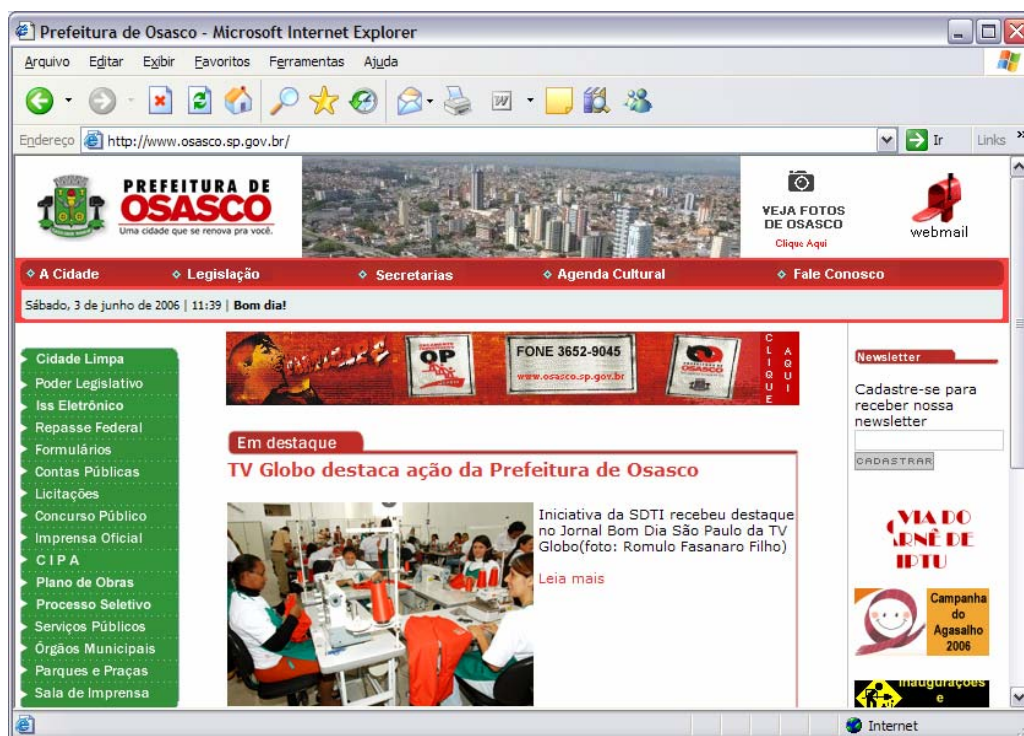 Prefeitura de Osasco - Microsoft Internet Explorer
Arquivo Editar Exibir Favoritos Ferramentas Ajuda
Endereço http://www.osasco.sp.gov.br/ Ir Links »
PREFEITURA DE
OSASCO
Uma cidade que se renova pra você.
VEJA FOTOS
DE OSASCO
Clique Aqui
webmail
A Cidade Legislação Secretarias Agenda Cultural Fale Conosco
Sábado, 3 de junho de 2006 | 11:39 | Bom dia!
Cidade Limpa
Poder Legislativo
Iss Eletrônico
Repasse Federal
Formulários
Contas Públicas
Licitações
Concurso Público
Imprensa Oficial
C I P A
Plano de Obras
Processo Seletivo
Serviços Públicos
Órgãos Municipais
Parques e Praças
Sala de Imprensa
OP
FONE 3652-9045
www.osasco.sp.gov.br
OSASCO
CLIQUE
AQUI
Em destaque
TV Globo destaca ação da Prefeitura de Osasco
Iniciativa da SDTI recebeu destaque
no Jornal Bom Dia São Paulo da TV
Globo(foto: Romulo Fasanaro Filho)
Leia mais
Newsletter
Cadastre-se para
receber nossa
newsletter
CADASTRAR
VIA DO
ARNÊ DE
IPTU
Campanha
do
Agasalho
2006
Inaugurações
e
Internet